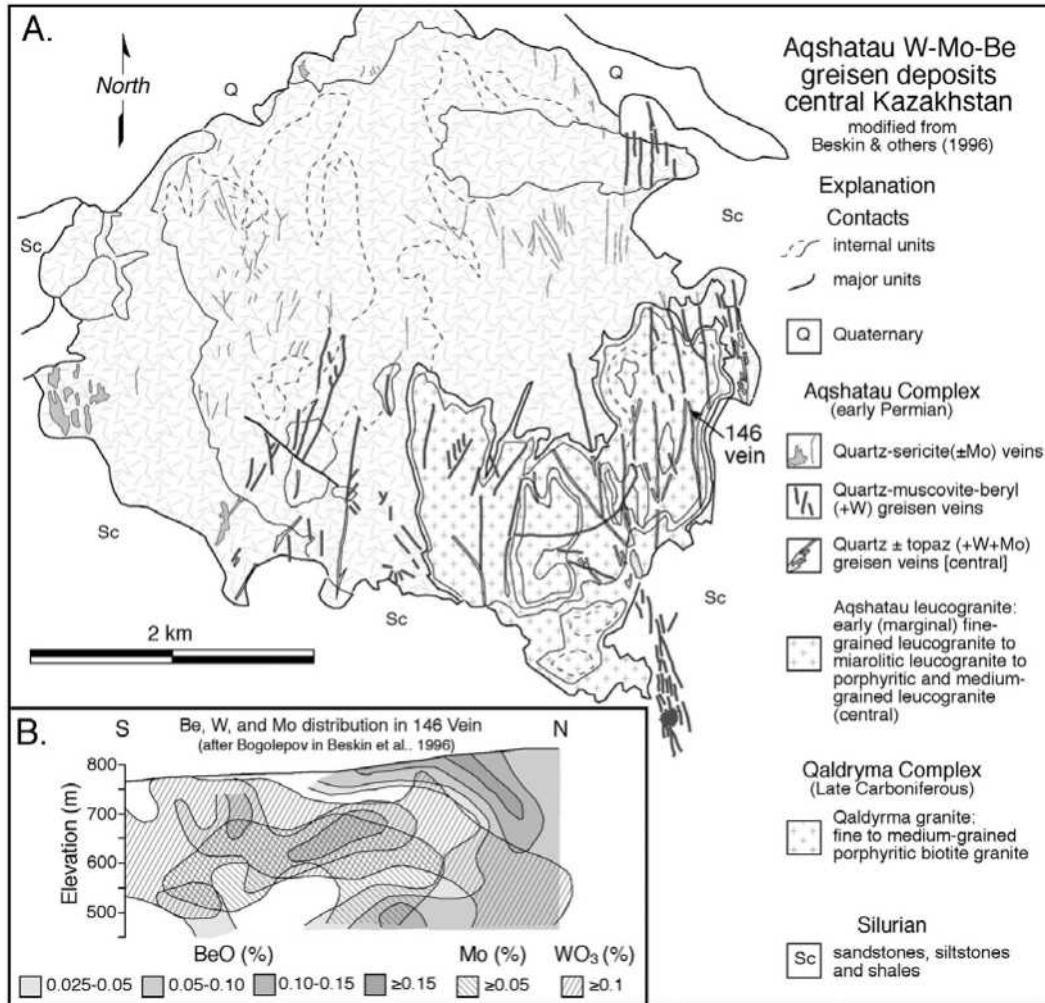 A.
North
Q
Q
Sc
Sc
Sc
Sc
Sc
146
vein
2 km
Aqshatau W-Mo-Be
greisen deposits
central Kazakhstan
modified from
Beskin & others (1996)
Explanation
Contacts
internal units
major units
Q Quaternary
Aqshatau Complex
(early Permian)
Quartz-sericite(±Mo) veins
Quartz-muscovite-beryl
(+W) greisen veins
Quartz ± topaz (+W+Mo)
greisen veins [central]
Aqshatau leucogranite:
early (marginal) fine-
grained leucogranite to
miarolitic leucogranite to
porphyritic and medium-
grained leucogranite
(central)
Qaldryma Complex
(Late Carboniferous)
Qaldyrma granite:
fine to medium-grained
porphyritic biotite granite
Silurian
Sc sandstones, siltstones
and shales
B.
S Be, W, and Mo distribution in 146 Vein N
(after Bogolepov in Beskin et al.. 1996)
Elevation (m)
800
700
600
500
BeO (%) Mo (%) WO3 (%)
0.025-0.05 0.05-0.10 0.10-0.15 ≥0.15 ≥0.05 ≥0.1